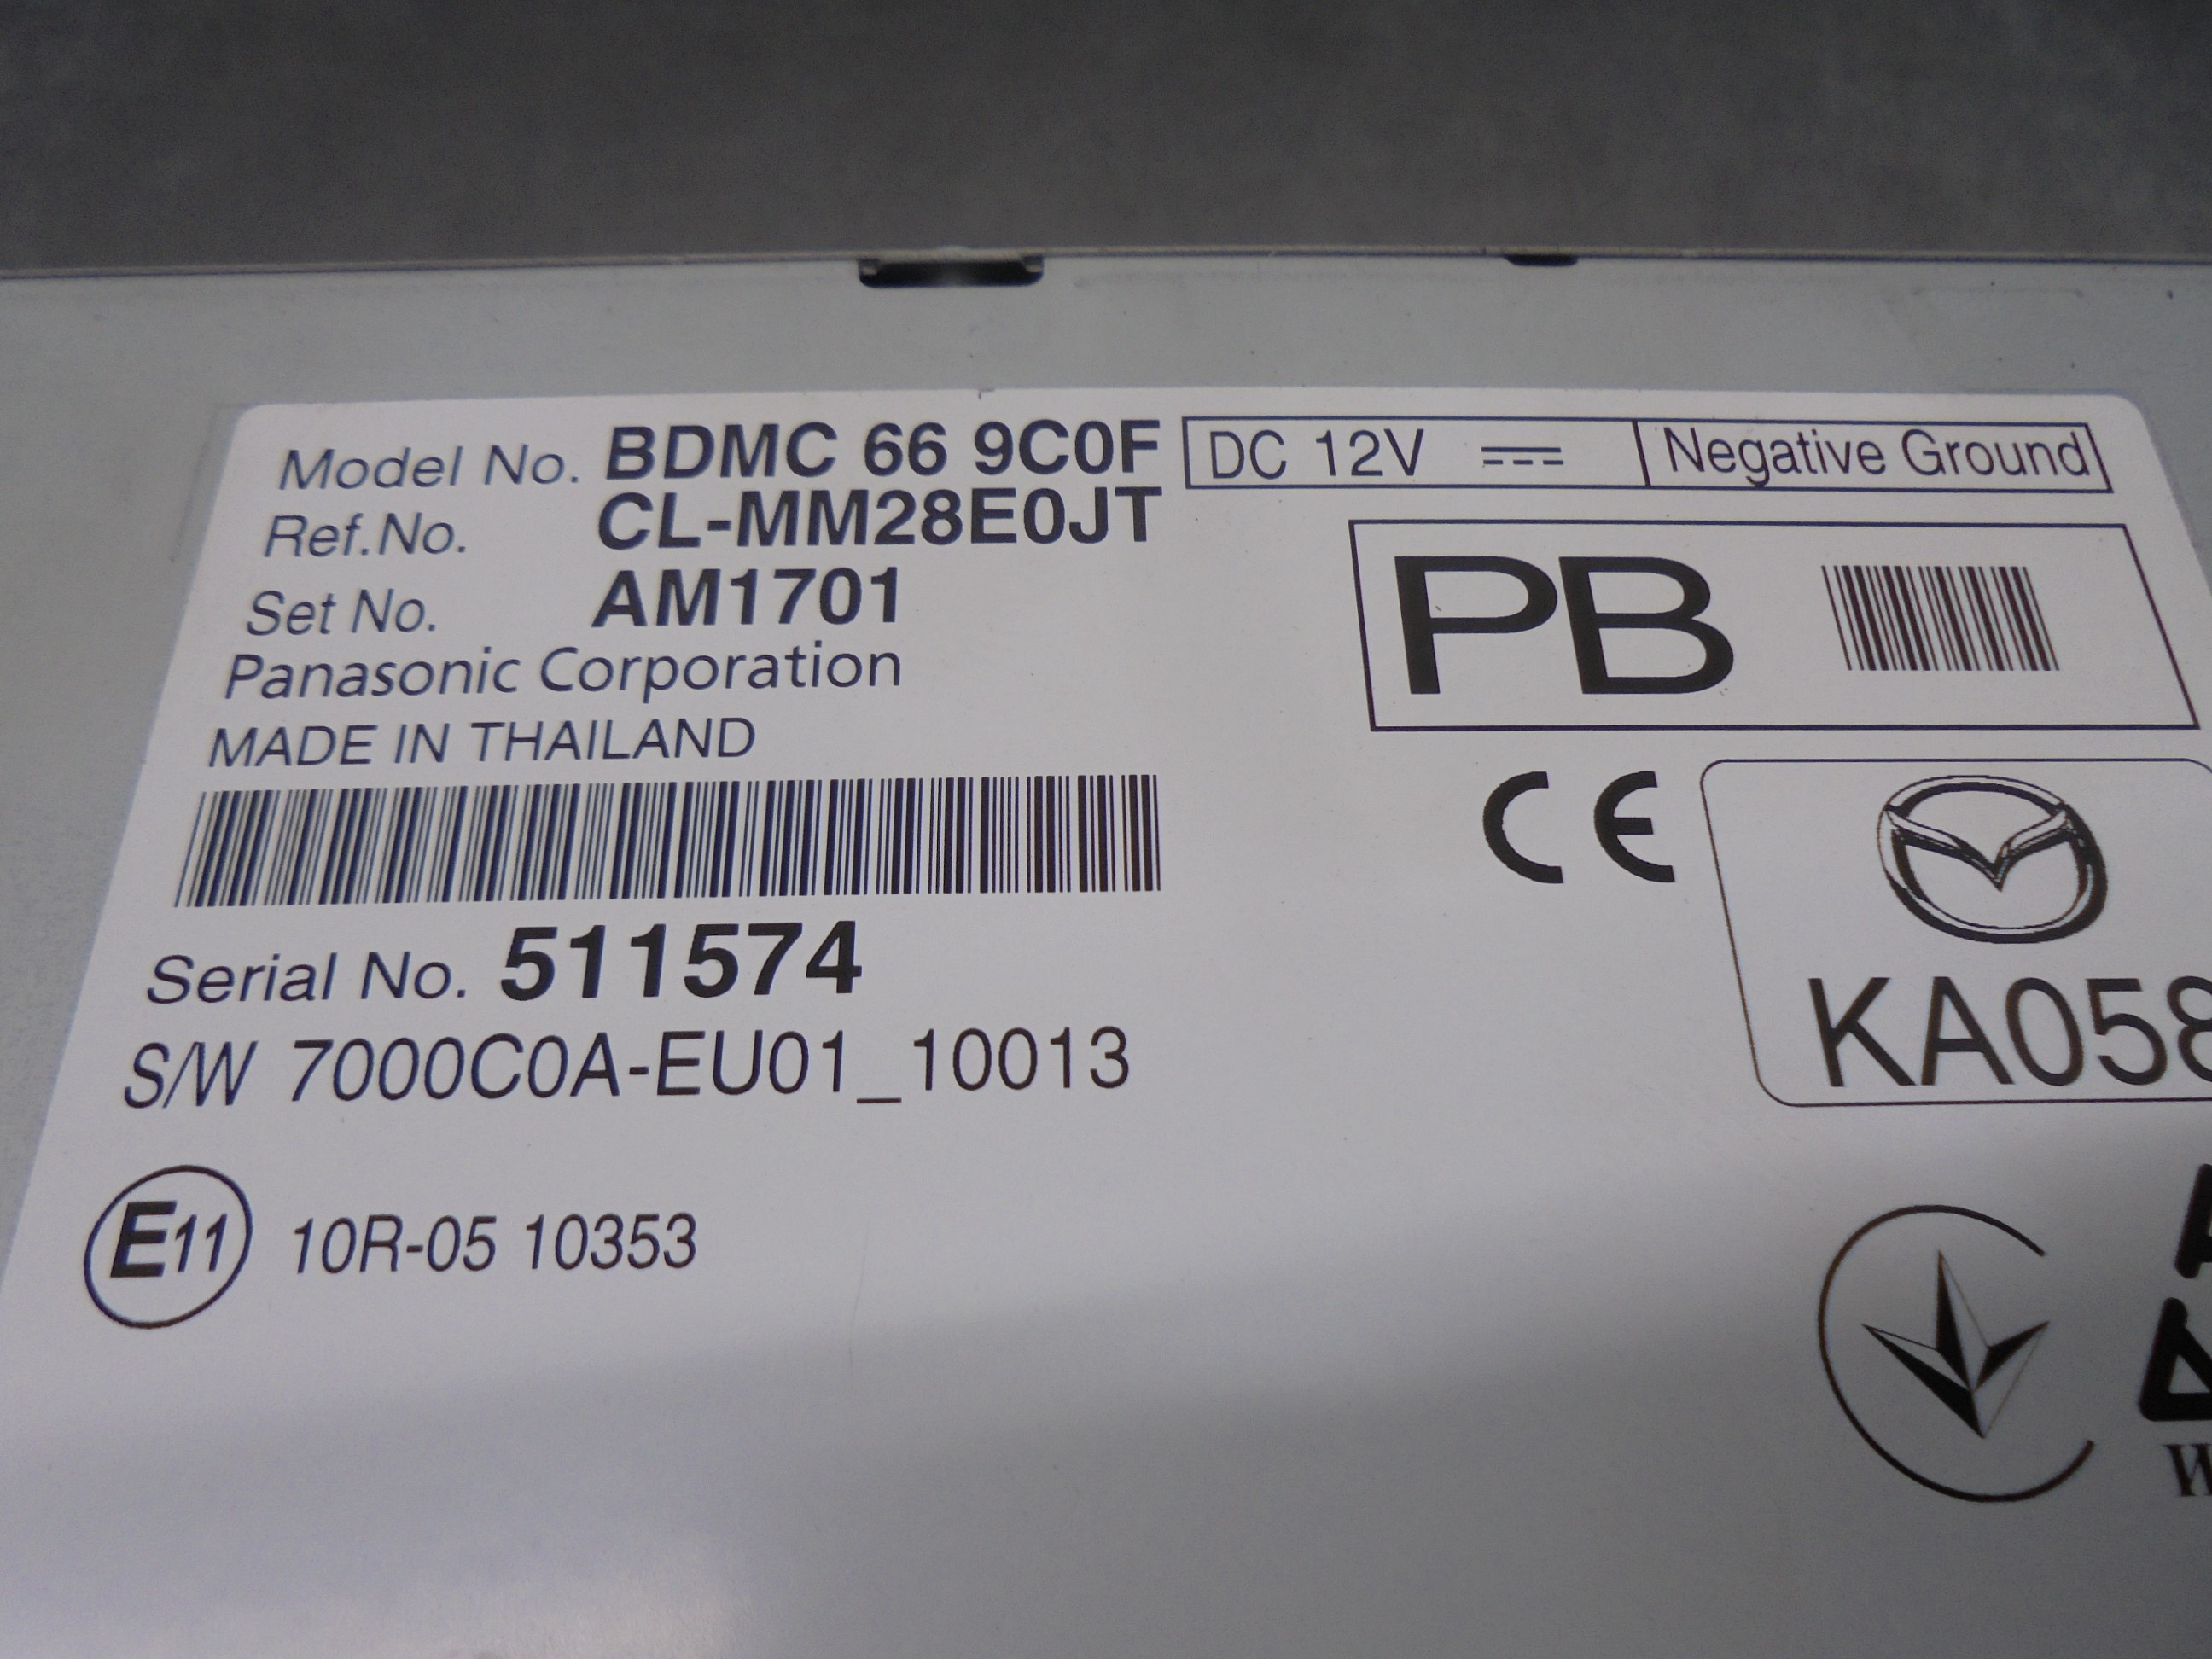 Model No. BDMC 66 9C0F
DC 12V
Negative Ground
Ref.No. CL-MM28E0JT
Set No. AM1701
PB
Panasonic Corporation
MADE IN THAILAND
CE
Serial No. 511574
KA058
S/W 7000C0A-EU01_10013
E11 10R-05 10353